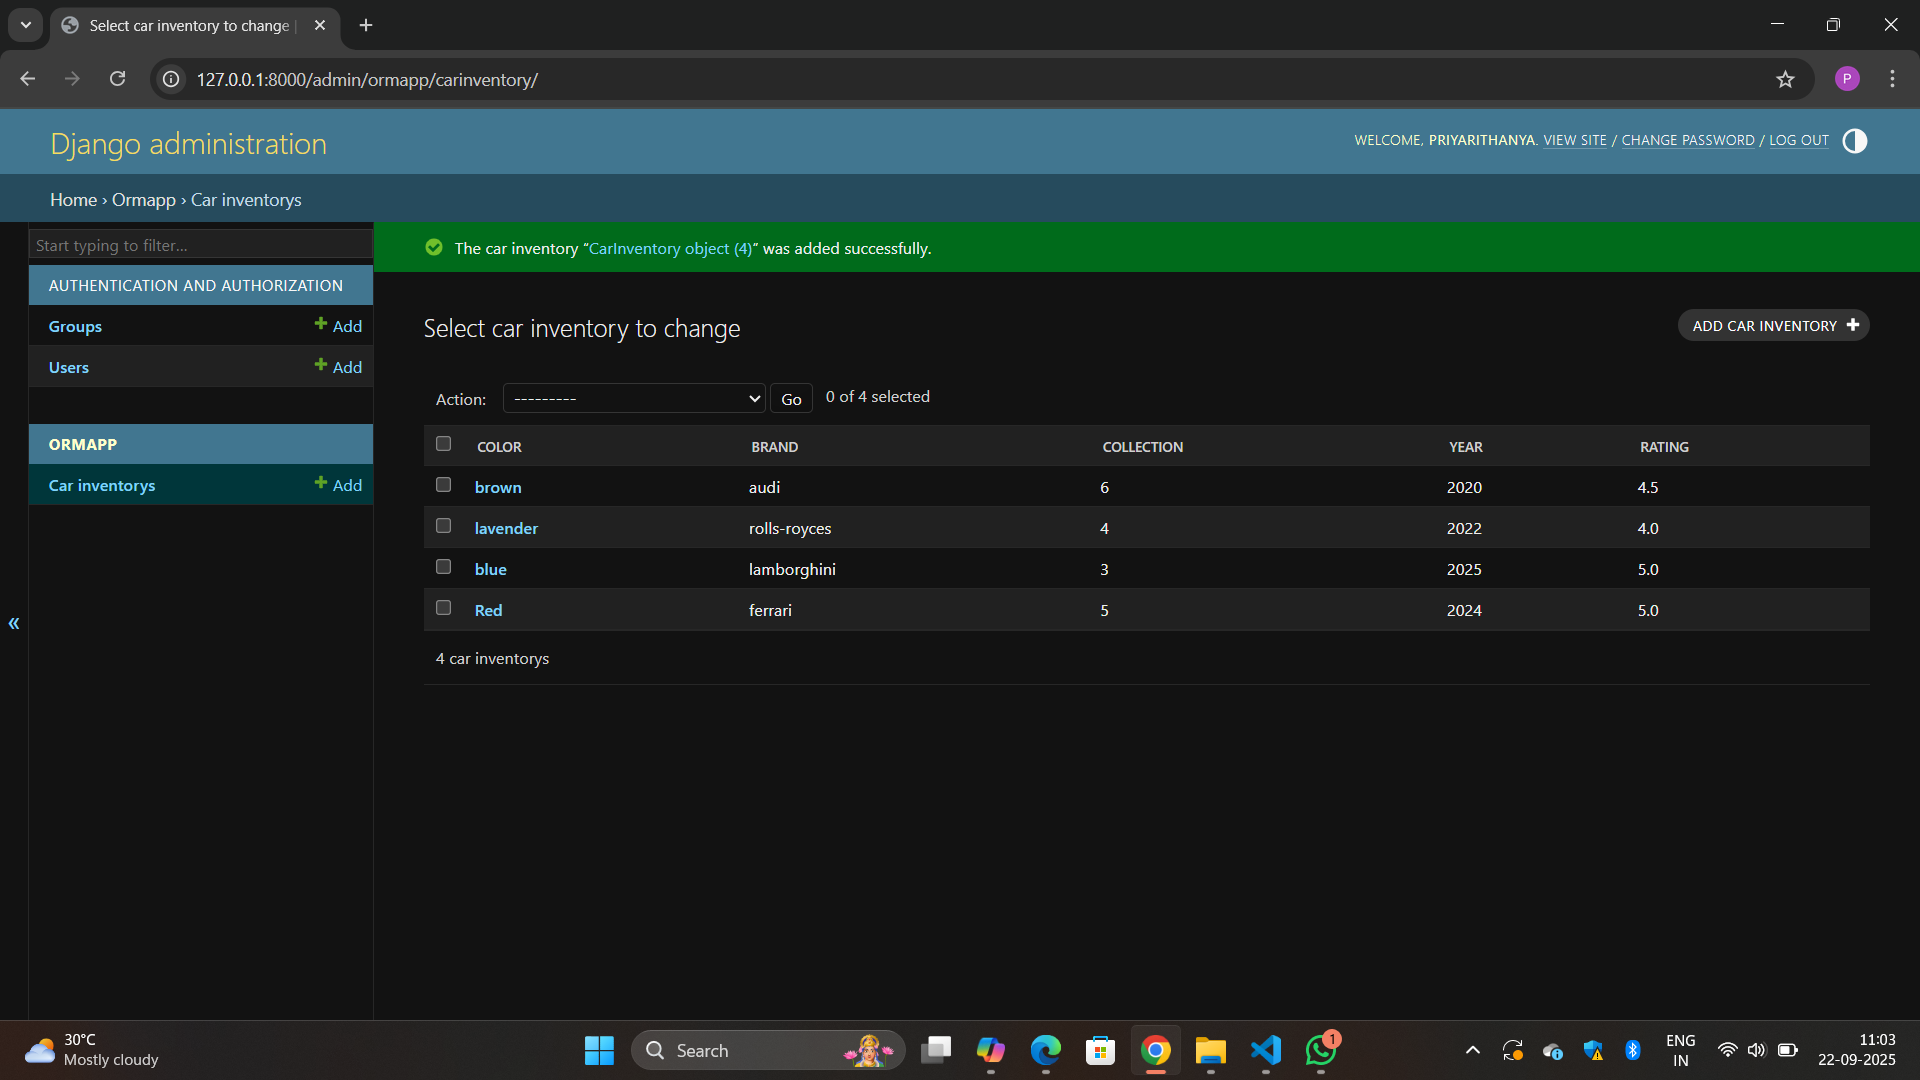 Select car inventory to change |
127.0.0.1:8000/admin/ormapp/carinventory/
P
Django administration
WELCOME, PRIYARITHANYA. VIEW SITE / CHANGE PASSWORD / LOG OUT
Home › Ormapp › Car inventorys
Start typing to filter...
AUTHENTICATION AND AUTHORIZATION
Groups + Add
Users + Add
ORMAPP
Car inventorys + Add
«
The car inventory “CarInventory object (4)” was added successfully.
Select car inventory to change
ADD CAR INVENTORY +
Action: --------- Go 0 of 4 selected
COLOR BRAND COLLECTION YEAR RATING
brown audi 6 2020 4.5
lavender rolls-royces 4 2022 4.0
blue lamborghini 3 2025 5.0
Red ferrari 5 2024 5.0
4 car inventorys
30°C
Mostly cloudy
Search
1
ENG
IN
11:03
22-09-2025